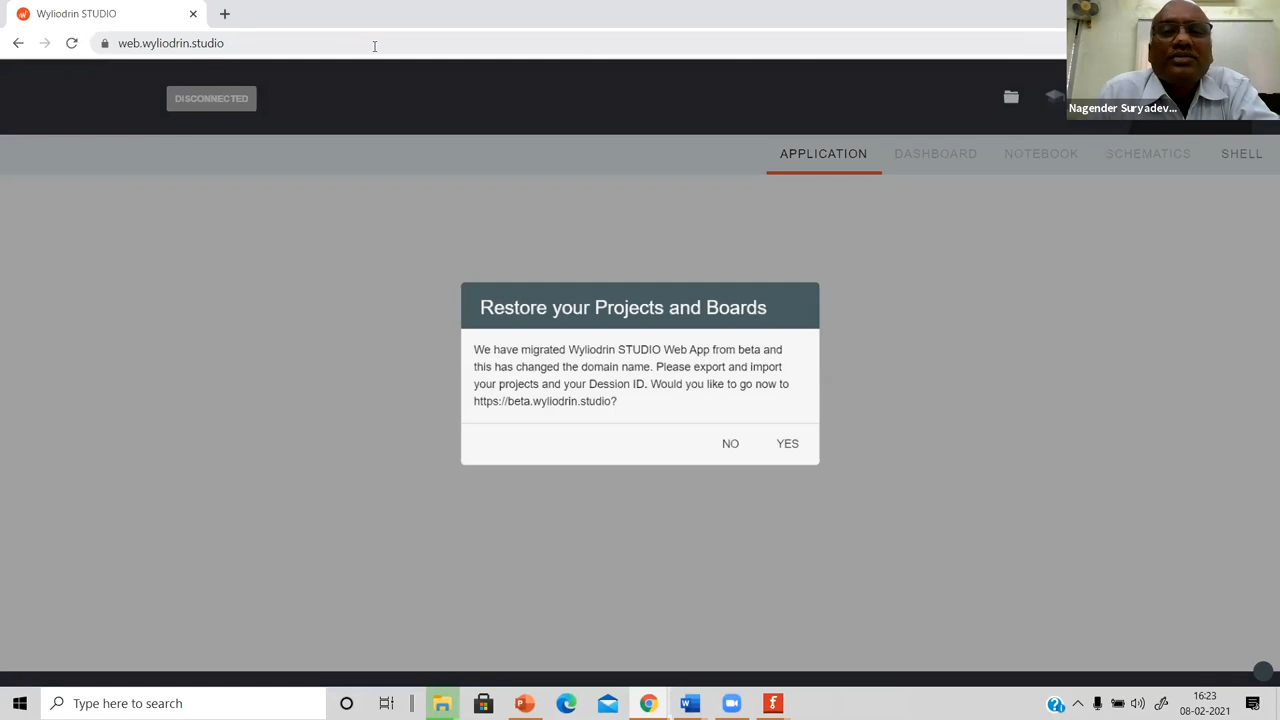 Wyliodrin STUDIO
web.wyliodrin.studio
DISCONNECTED
Nagender Suryadev...
APPLICATION DASHBOARD NOTEBOOK SCHEMATICS SHELL
Restore your Projects and Boards
We have migrated Wyliodrin STUDIO Web App from beta and
this has changed the domain name. Please export and import
your projects and your Dession ID. Would you like to go now to
https://beta.wyliodrin.studio?
NO YES
Type here to search
16:23
08-02-2021